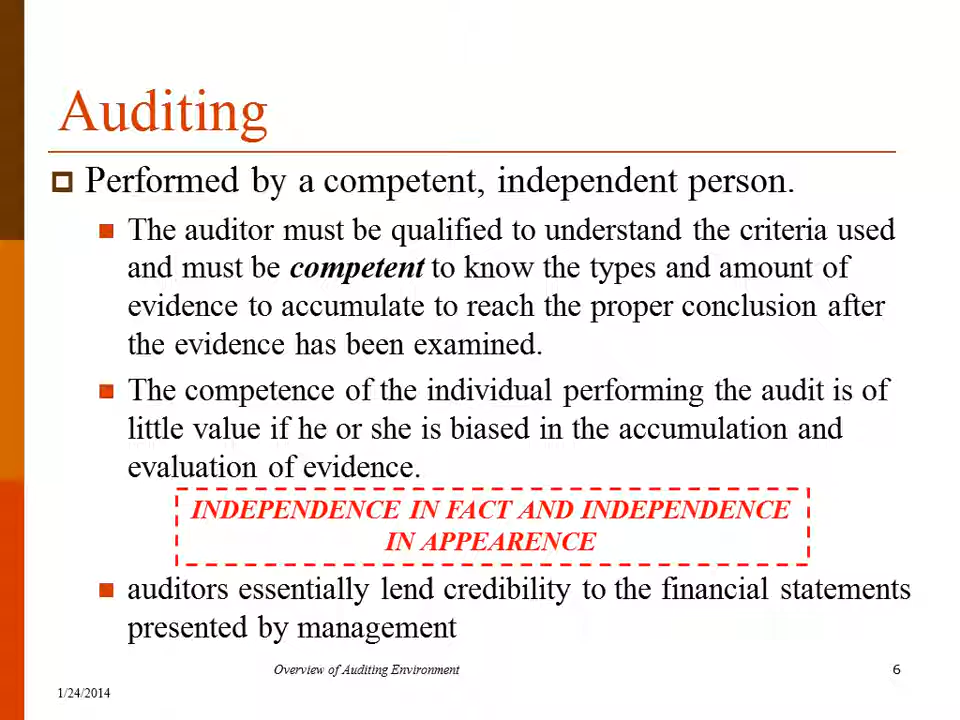 Auditing
Performed by a competent, independent person.
The auditor must be qualified to understand the criteria used
and must be competent to know the types and amount of
evidence to accumulate to reach the proper conclusion after
the evidence has been examined.
The competence of the individual performing the audit is of
little value if he or she is biased in the accumulation and
evaluation of evidence.
INDEPENDENCE IN FACT AND INDEPENDENCE
IN APPEARENCE
auditors essentially lend credibility to the financial statements
presented by management
Overview of Auditing Environment
6
1/24/2014